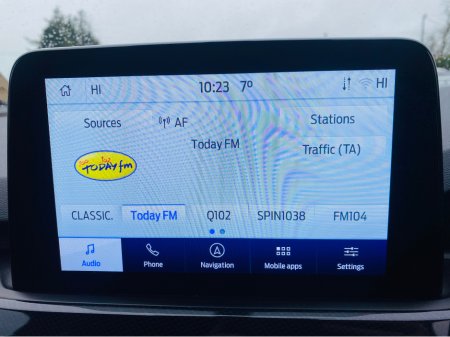 HI 10:23 7° HI
Sources AF Stations
Today FM Traffic (TA)
TODAY fm
CLASSIC. Today FM Q102 SPIN1038 FM104
Audio Phone Navigation Mobile apps Settings